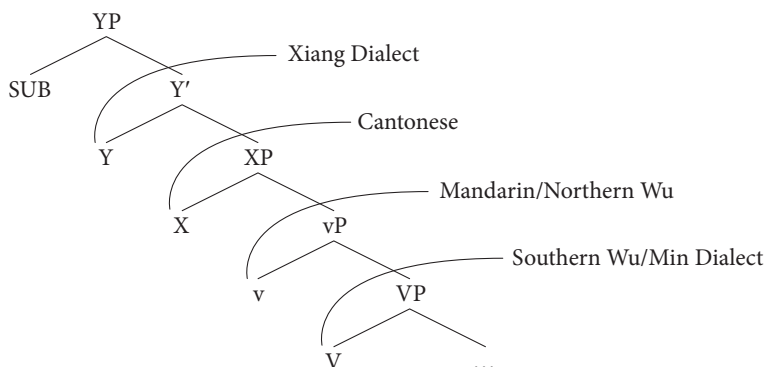 YP
Xiang Dialect
SUB
Y′
Cantonese
Y
XP
Mandarin/Northern Wu
X
vP
Southern Wu/Min Dialect
v
VP
V
...